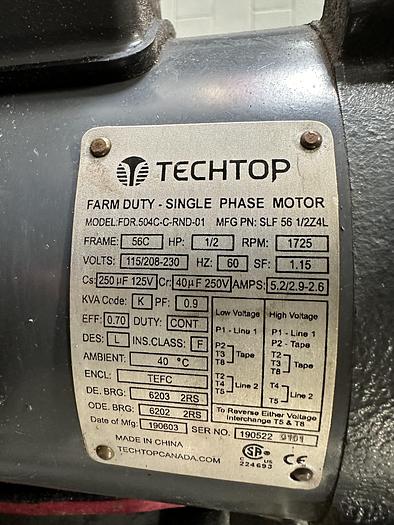 TECHTOP
FARM DUTY - SINGLE PHASE MOTOR
MODEL:FDR.504C-C-RND-01 MFG PN: SLF 56 1/2Z4L
FRAME: 56C HP: 1/2 RPM: 1725
VOLTS: 115/208-230 HZ: 60 SF: 1.15
Cs: 250 µF 125V Cr: 40µF 250V AMPS: 5.2/2.9-2.6
KVA Code: K PF: 0.9
EFF: 0.70 DUTY: CONT
DES: L INS.CLASS: F
AMBIENT: 40 °C
ENCL: TEFC
DE. BRG: 6203 2RS
ODE. BRG: 6202 2RS
Date of Mfg: 190603 SER NO.: 190522 0101
Low Voltage High Voltage
P1 - Line 1 P1 - Line 1
P2 P2 - Tape
T3 Tape
T8
T2 T3 Tape
T8
T2
T4 Line 2
T5
T4 Line 2
T5
To Reverse Either Voltage
Interchange T5 & T8
MADE IN CHINA
TECHTOPCANADA.COM
SA
C US
224693
CE